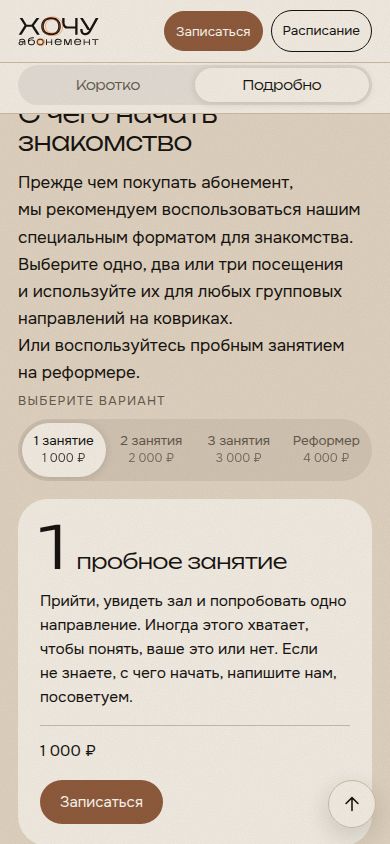 ХОЧУ
абонемент
Записаться
Расписание
Коротко
Подробно
С чего начать
знакомство
Прежде чем покупать абонемент,
мы рекомендуем воспользоваться нашим
специальным форматом для знакомства.
Выберите одно, два или три посещения
и используйте их для любых групповых
направлений на ковриках.
Или воспользуйтесь пробным занятием
на реформере.
ВЫБЕРИТЕ ВАРИАНТ
1 занятие
1 000 ₽
2 занятия
2 000 ₽
3 занятия
3 000 ₽
Реформер
4 000 ₽
1 пробное занятие
Прийти, увидеть зал и попробовать одно
направление. Иногда этого хватает,
чтобы понять, ваше это или нет. Если
не знаете, с чего начать, напишите нам,
посоветуем.
1 000 ₽
Записаться